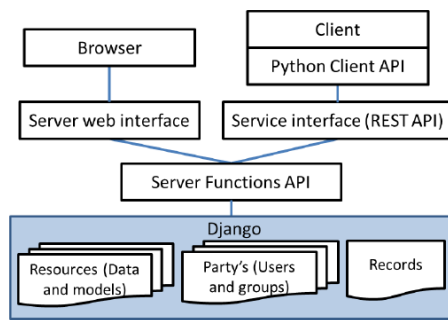 Browser
Client
Python Client API
Server web interface
Service interface (REST API)
Server Functions API
Django
Resources (Data
and models)
Party's (Users
and groups)
Records